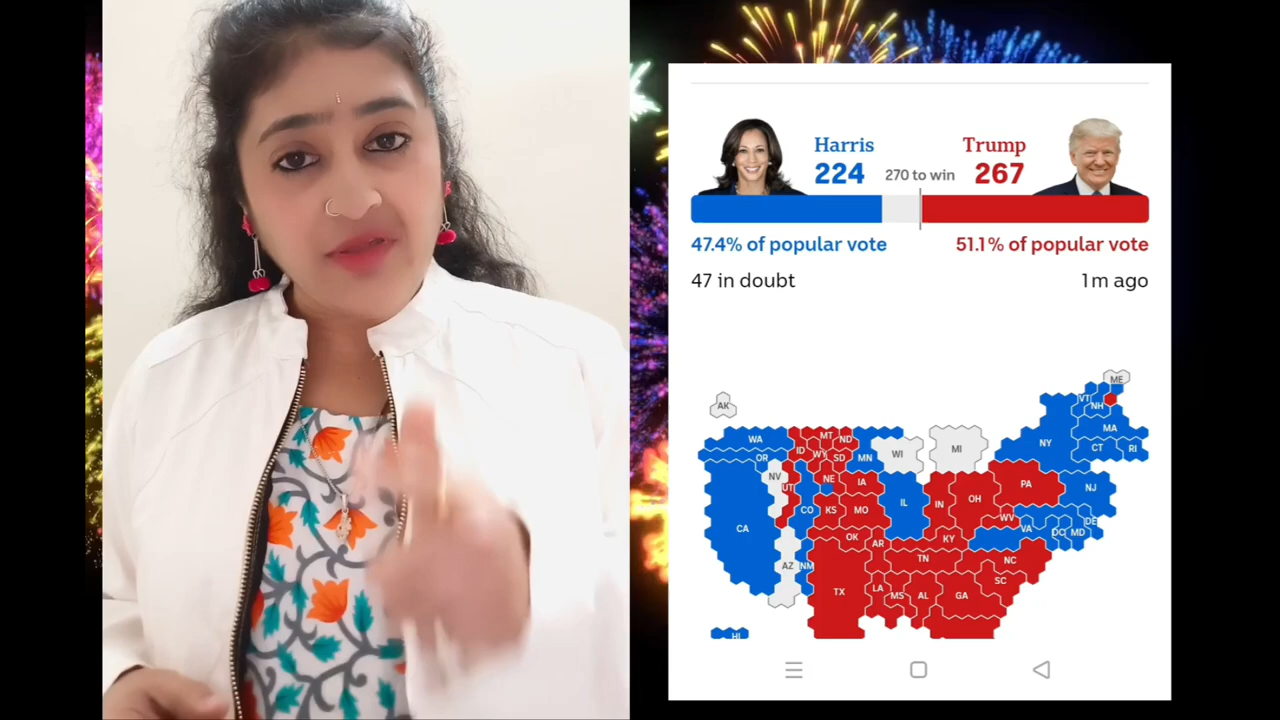 Harris
224
270 to win
Trump
267
47.4% of popular vote
51.1% of popular vote
47 in doubt
1m ago
ME
AK
VT
NH
WA
MT
ND
MA
OR
ID
WY
SD
MN
WI
MI
NY
CT
RI
NV
UT
NE
IA
PA
NJ
CO
KS
MO
IL
IN
OH
WV
VA
DE
CA
OK
KY
DC
MD
AZ
NM
AR
TN
NC
TX
LA
MS
AL
GA
SC
HI